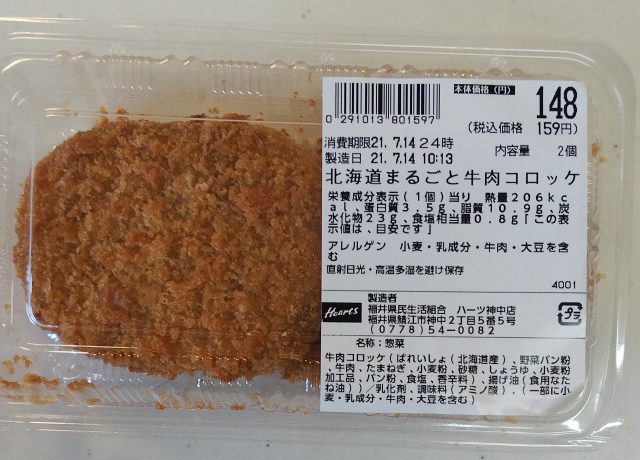 本体価格(円) 148
0 291013 801597
(税込価格 159円)
消費期限21. 7.14 24時
製造日 21. 7.14 10:13 内容量 2個
北海道まるごと牛肉コロッケ
栄養成分表示(1個)当り 熱量206kc
al、蛋白質3.5g、脂質10.9g、炭
水化物23g、食塩相当量0.8g「この表
示値は、目安です」
アレルゲン 小麦・乳成分・牛肉・大豆を含
む
直射日光・高温多湿を避け保存
4001
製造者
Hearts
福井県民生活組合 ハーツ神中店
福井県鯖江市神中2丁目5番5号
(0778)54-0082
プラ
名称:惣菜
牛肉コロッケ(ばれいしょ(北海道産)、野菜パン粉
、牛肉、たまねぎ、小麦粉、砂糖、しょうゆ、小麦粉
加工品、パン粉、食塩、香辛料)、揚げ油(食用なた
ね油)/乳化剤、調味料(アミノ酸)、(一部に小
麦・乳成分・牛肉・大豆を含む)